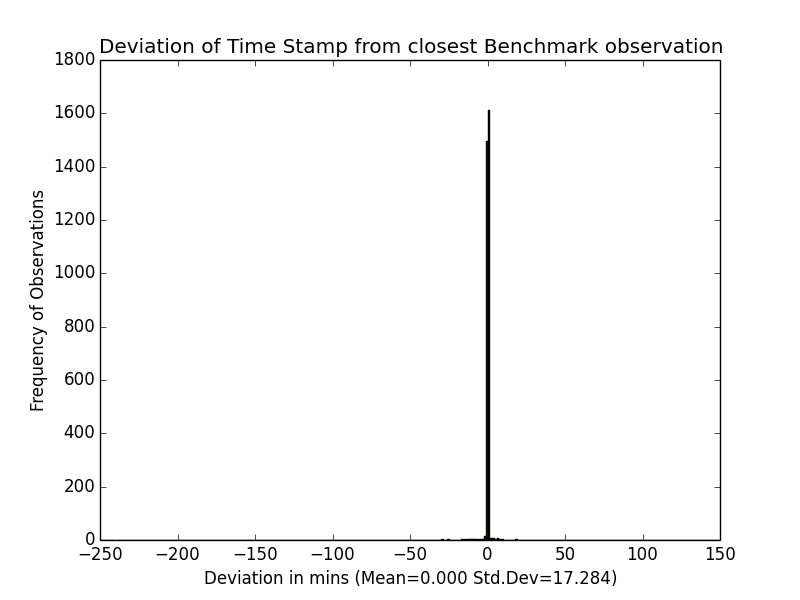 Deviation of Time Stamp from closest Benchmark observation
1800
1600
1400
1200
1000
800
600
400
200
0
Frequency of Observations
−250 −200 −150 −100 −50 0 50 100 150
Deviation in mins (Mean=0.000 Std.Dev=17.284)